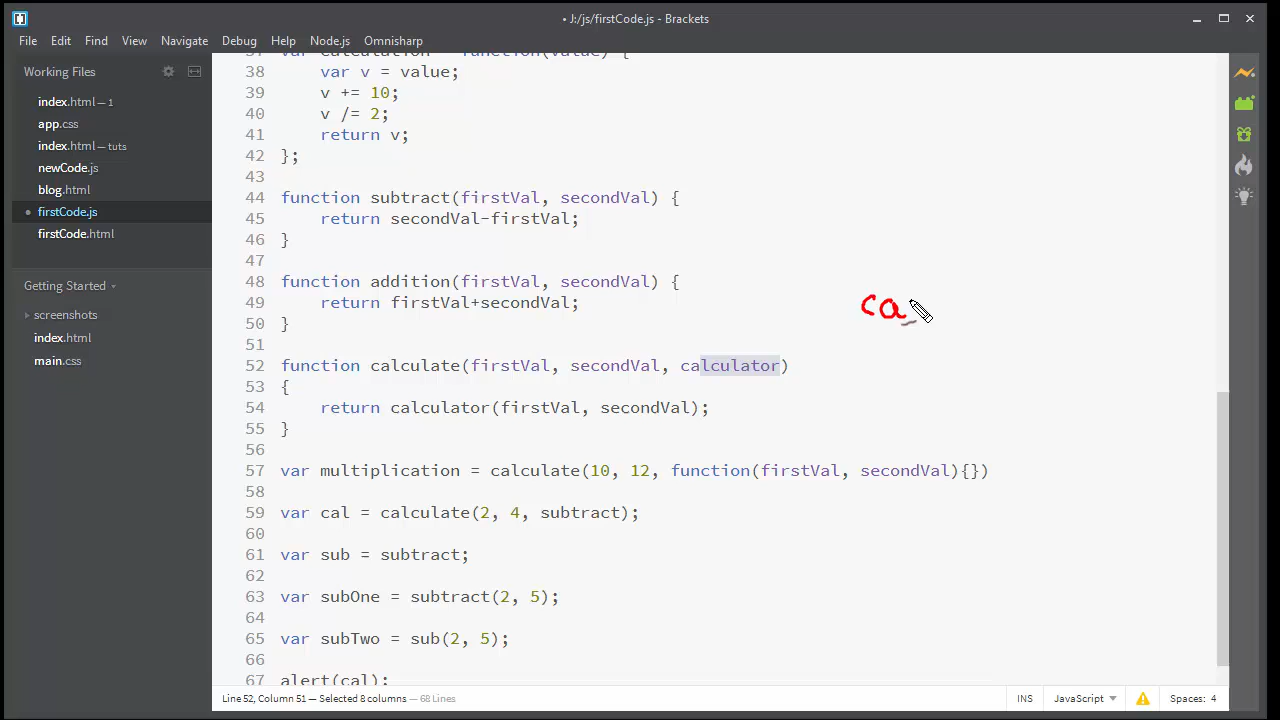 • J:/js/firstCode.js - Brackets
File Edit Find View Navigate Debug Help Node.js Omnisharp
Working Files
index.html — 1
app.css
index.html — tuts
newCode.js
blog.html
firstCode.js
firstCode.html
Getting Started
screenshots
index.html
main.css
37 var calculation = function(value) {
38 var v = value;
39 v += 10;
40 v /= 2;
41 return v;
42 };
43
44 function subtract(firstVal, secondVal) {
45 return secondVal-firstVal;
46 }
47
48 function addition(firstVal, secondVal) {
49 return firstVal+secondVal;
50 }
51
52 function calculate(firstVal, secondVal, calculator)
53 {
54 return calculator(firstVal, secondVal);
55 }
56
57 var multiplication = calculate(10, 12, function(firstVal, secondVal){})
58
59 var cal = calculate(2, 4, subtract);
60
61 var sub = subtract;
62
63 var subOne = subtract(2, 5);
64
65 var subTwo = sub(2, 5);
66
67 alert(cal);
ca
Line 52, Column 51 — Selected 8 columns — 68 Lines
INS JavaScript Spaces: 4